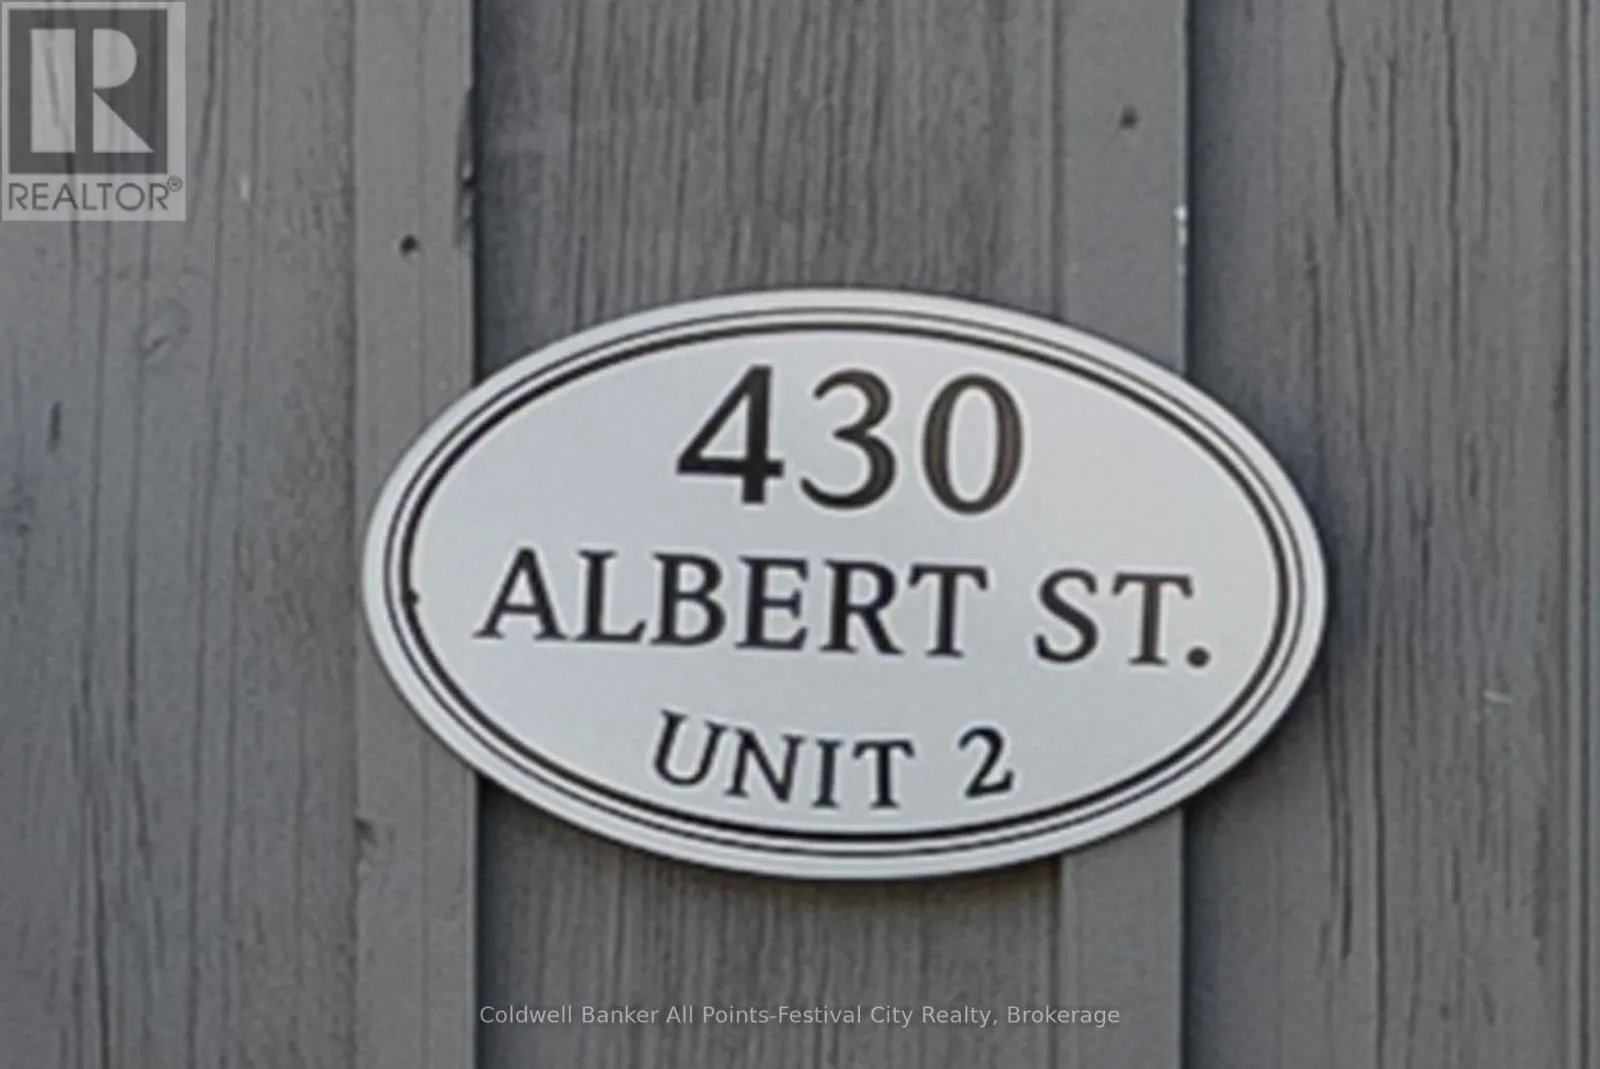 R
REALTOR®
430
ALBERT ST.
UNIT 2
Coldwell Banker All Points-Festival City Realty, Brokerage